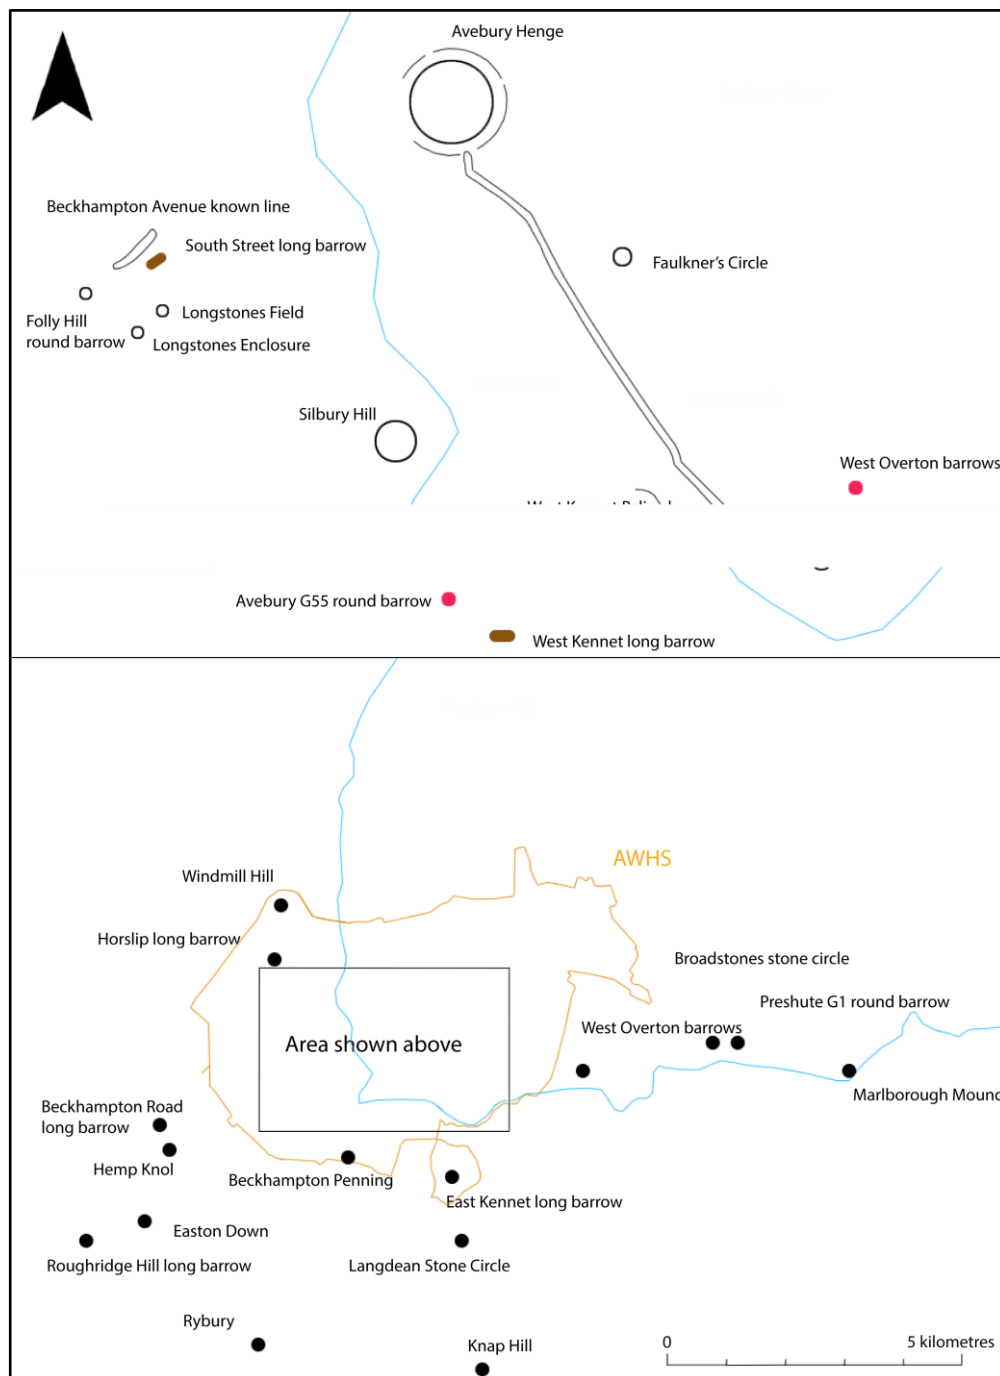 Avebury Henge
Beckhampton Avenue known line
South Street long barrow
Faulkner's Circle
Longstones Field
Folly Hill
round barrow
Longstones Enclosure
Silbury Hill
West Overton barrows
Avebury G55 round barrow
West Kennet long barrow
AWHS
Windmill Hill
Horslip long barrow
Broadstones stone circle
Preshute G1 round barrow
West Overton barrows
Area shown above
Marlborough Mound
Beckhampton Road
long barrow
Hemp Knol
Beckhampton Penning
East Kennet long barrow
Easton Down
Roughridge Hill long barrow
Langdean Stone Circle
Rybury
Knap Hill
0
5 kilometres